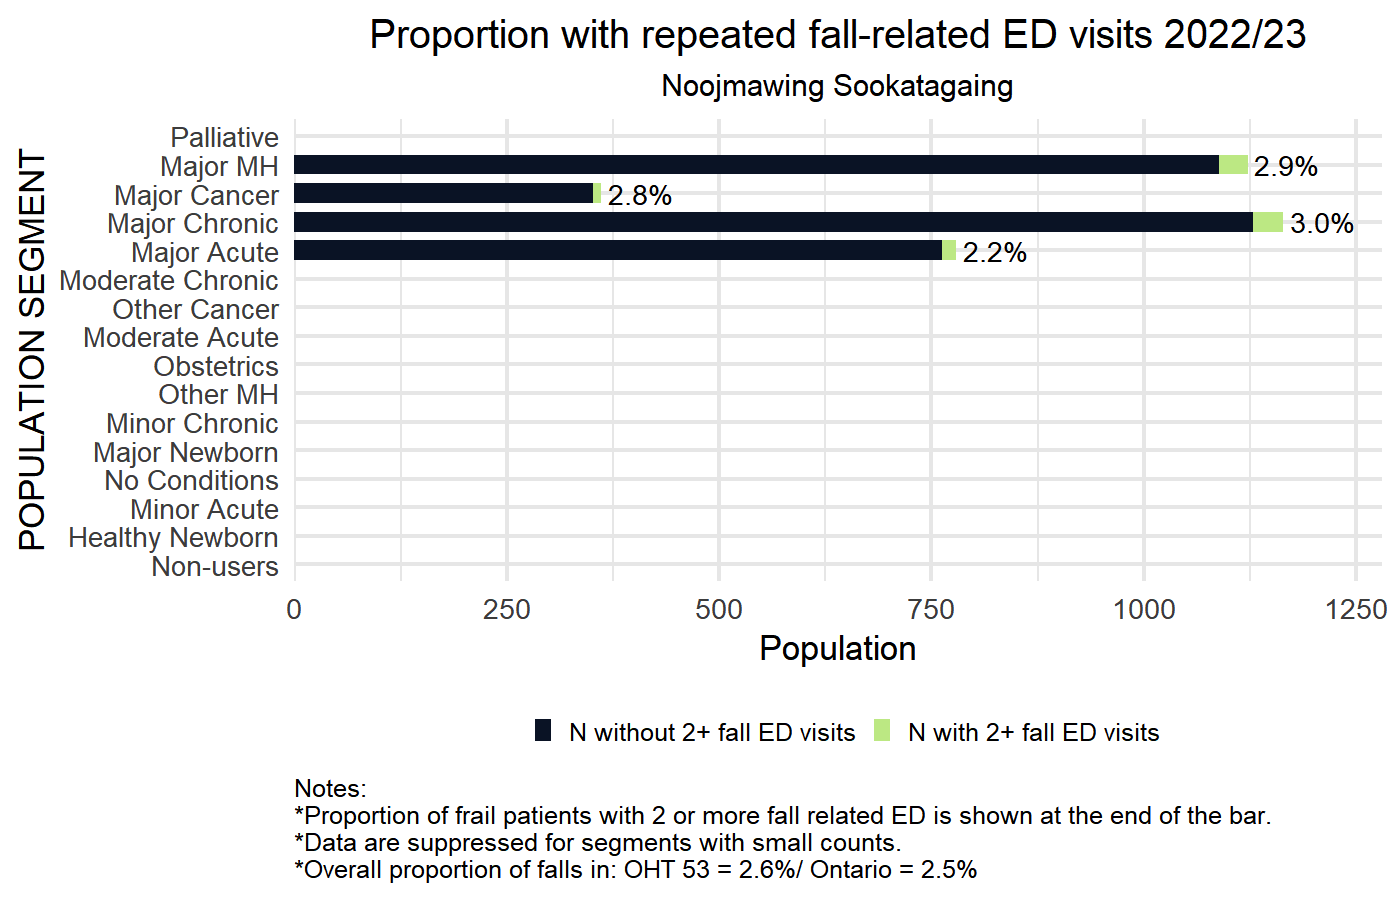 Proportion with repeated fall-related ED visits 2022/23
Noojmawing Sookatagaing
POPULATION SEGMENT
Palliative
Major MH
2.9%
Major Cancer
2.8%
Major Chronic
3.0%
Major Acute
2.2%
Moderate Chronic
Other Cancer
Moderate Acute
Obstetrics
Other MH
Minor Chronic
Major Newborn
No Conditions
Minor Acute
Healthy Newborn
Non-users
0 250 500 750 1000 1250
Population
N without 2+ fall ED visits N with 2+ fall ED visits
Notes:
*Proportion of frail patients with 2 or more fall related ED is shown at the end of the bar.
*Data are suppressed for segments with small counts.
*Overall proportion of falls in: OHT 53 = 2.6%/ Ontario = 2.5%